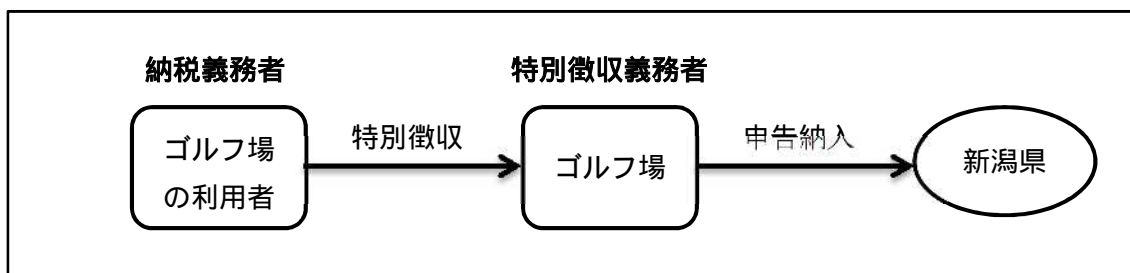 納税義務者
特別徴収義務者
ゴルフ場
の利用者
特別徴収
ゴルフ場
申告納入
新潟県